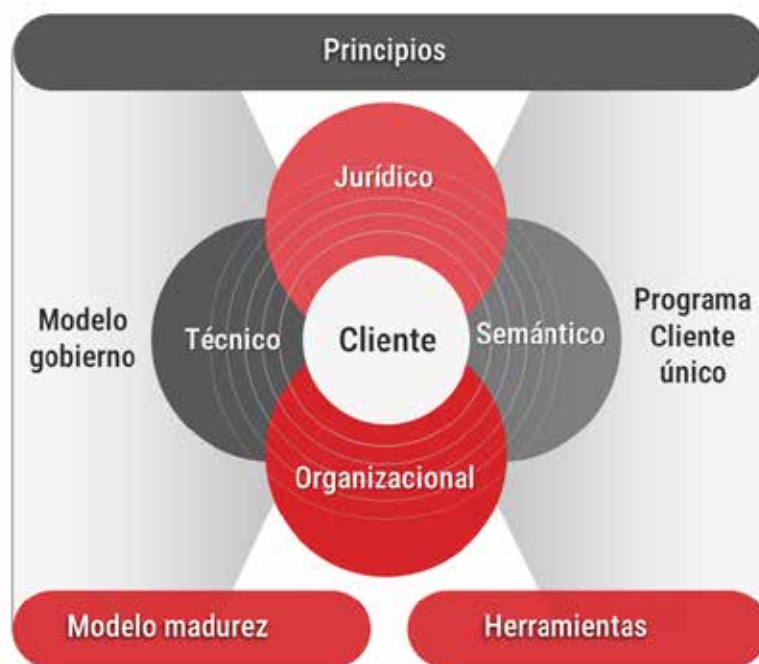 Principios
Jurídico
Modelo
gobierno
Técnico
Cliente
Semántico
Programa
Cliente
único
Organizacional
Modelo madurez
Herramientas